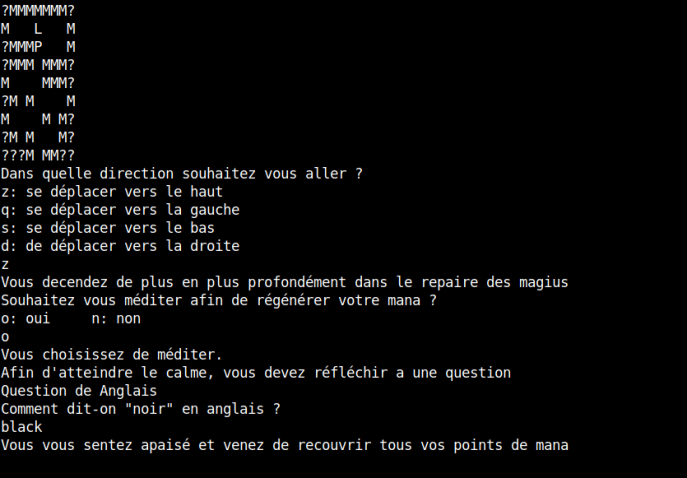 ?MMMMMMM?
M   L   M
?MMMP   M
?MMM MMM?
M    MMM?
?M M    M
M    M M?
?M M   M?
???M MM??
Dans quelle direction souhaitez vous aller ?
z: se déplacer vers le haut
q: se déplacer vers la gauche
s: se déplacer vers le bas
d: de déplacer vers la droite
z
Vous decendez de plus en plus profondément dans le repaire des magius
Souhaitez vous méditer afin de régénérer votre mana ?
o: oui     n: non
o
Vous choisissez de méditer.
Afin d'atteindre le calme, vous devez réfléchir a une question
Question de Anglais
Comment dit-on "noir" en anglais ?
black
Vous vous sentez apaisé et venez de recouvrir tous vos points de mana